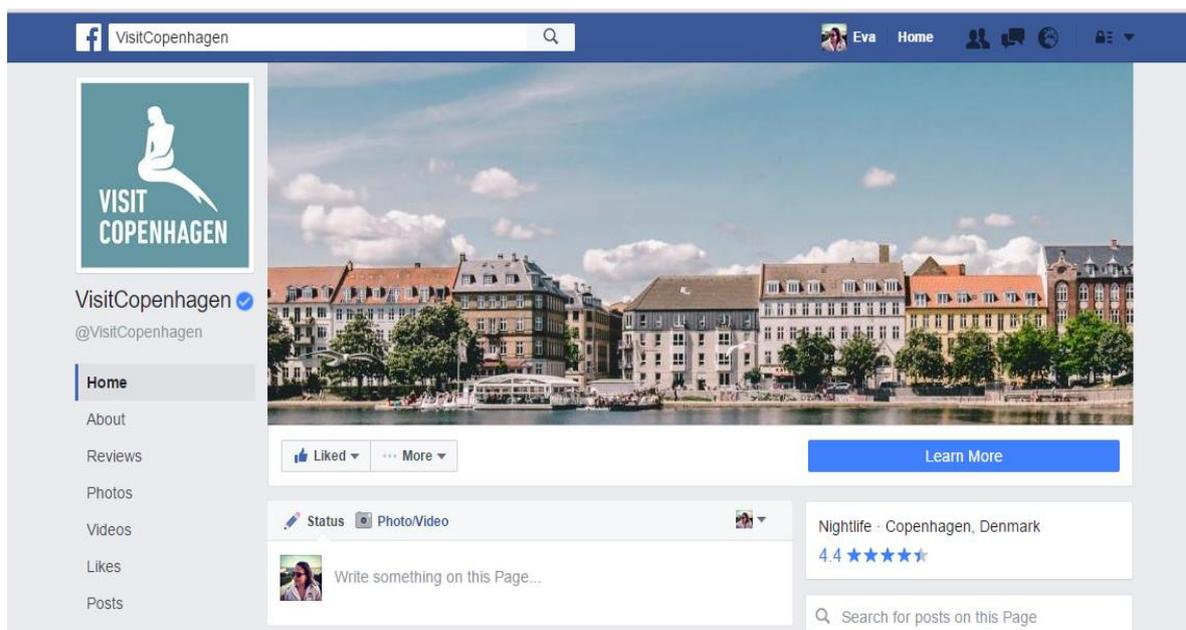 VisitCopenhagen
Eva Home
VISIT
COPENHAGEN
VisitCopenhagen
@VisitCopenhagen
Home
About
Reviews
Photos
Videos
Likes
Posts
Liked
More
Learn More
Status Photo/Video
Write something on this Page...
Nightlife · Copenhagen, Denmark
4.4
Search for posts on this Page